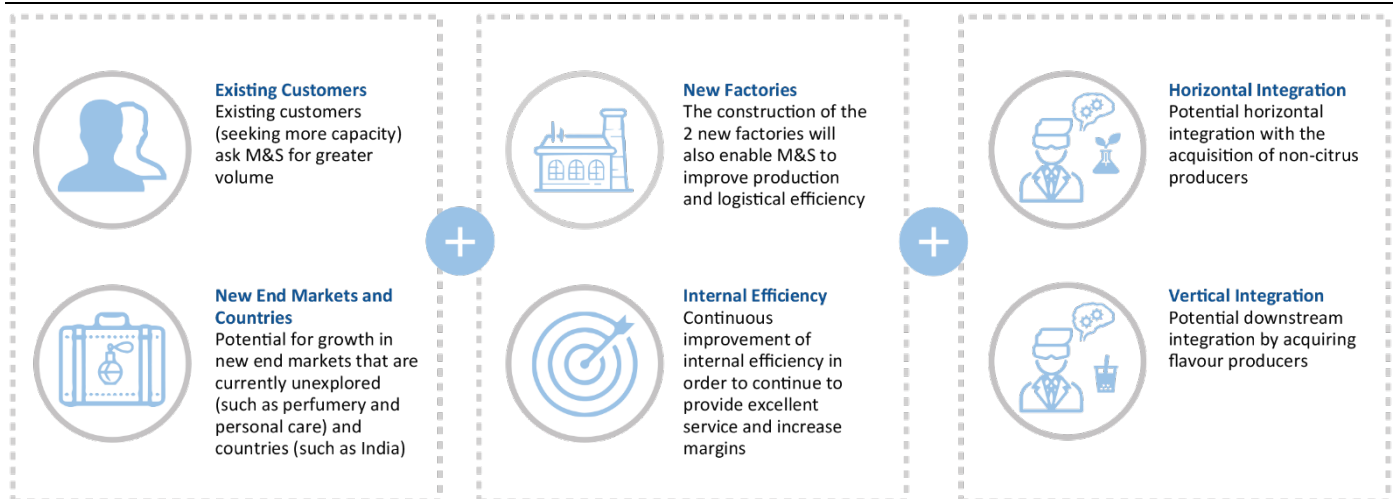 Existing Customers
Existing customers
(seeking more capacity)
ask M&S for greater
volume
New End Markets and
Countries
Potential for growth in
new end markets that are
currently unexplored
(such as perfumery and
personal care) and
countries (such as India)
New Factories
The construction of the
2 new factories will
also enable M&S to
improve production
and logistical efficiency
Internal Efficiency
Continuous
improvement of
internal efficiency in
order to continue to
provide excellent
service and increase
margins
Horizontal Integration
Potential horizontal
integration with the
acquisition of non-citrus
producers
Vertical Integration
Potential downstream
integration by acquiring
flavour producers